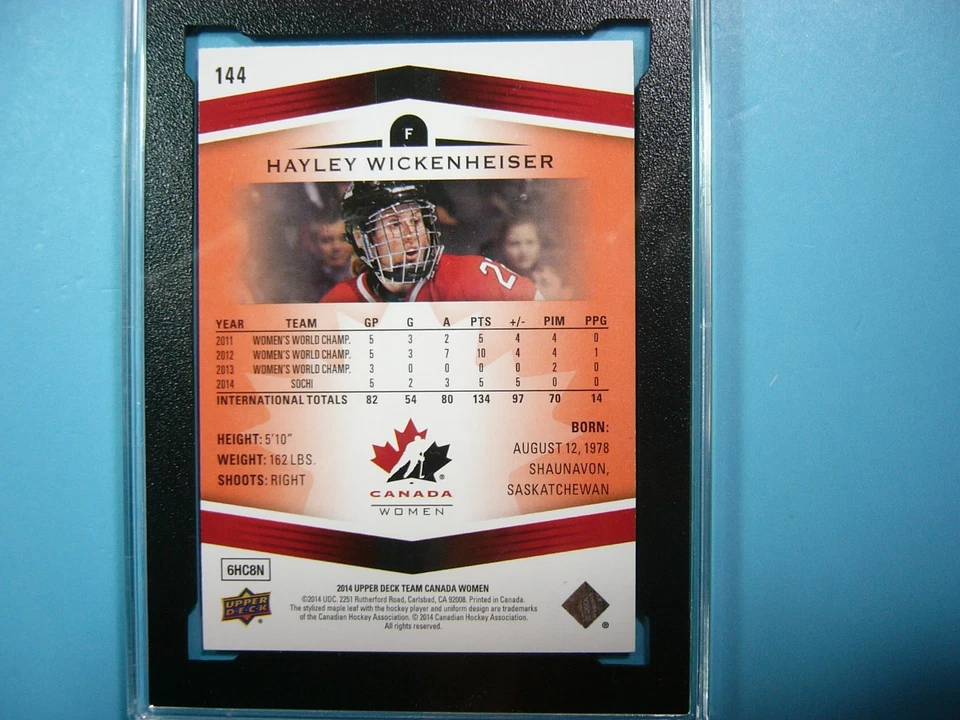 144
F
HAYLEY WICKENHEISER
2
YEAR TEAM GP G A PTS +/- PIM PPG
2011 WOMEN'S WORLD CHAMP. 5 3 2 5 4 4 0
2012 WOMEN'S WORLD CHAMP. 5 3 7 10 4 4 1
2013 WOMEN'S WORLD CHAMP. 3 0 0 0 0 2 0
2014 SOCHI 5 2 3 5 5 0 0
INTERNATIONAL TOTALS 82 54 80 134 97 70 14
HEIGHT: 5'10"
WEIGHT: 162 LBS.
SHOOTS: RIGHT
®
CANADA
WOMEN
BORN:
AUGUST 12, 1978
SHAUNAVON,
SASKATCHEWAN
6HC8N
UPPER
DECK
®
2014 UPPER DECK TEAM CANADA WOMEN
©2014 UDC. 2251 Rutherford Road, Carlsbad, CA 92008. Printed in Canada.
The stylized maple leaf with the hockey player and uniform design are trademarks
of the Canadian Hockey Association. © 2014 Canadian Hockey Association.
All rights reserved.
®